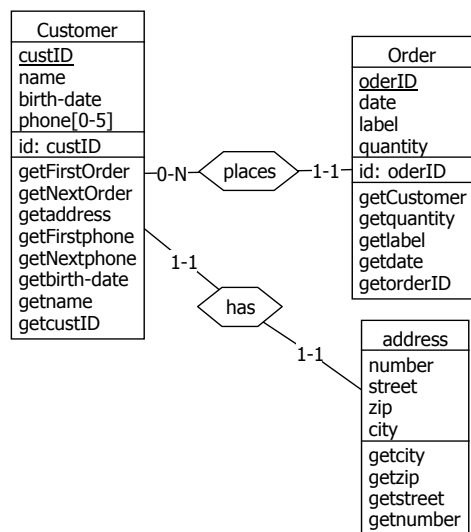 Customer
custID
name
birth-date
phone[0-5]
id: custID
getFirstOrder
getNextOrder
getaddress
getFirstphone
getNextphone
getbirth-date
getname
getcustID
0-N
places
1-1
Order
oderID
date
label
quantity
id: oderID
getCustomer
getquantity
getlabel
getdate
getorderID
1-1
has
1-1
address
number
street
zip
city
getcity
getzip
getstreet
getnumber